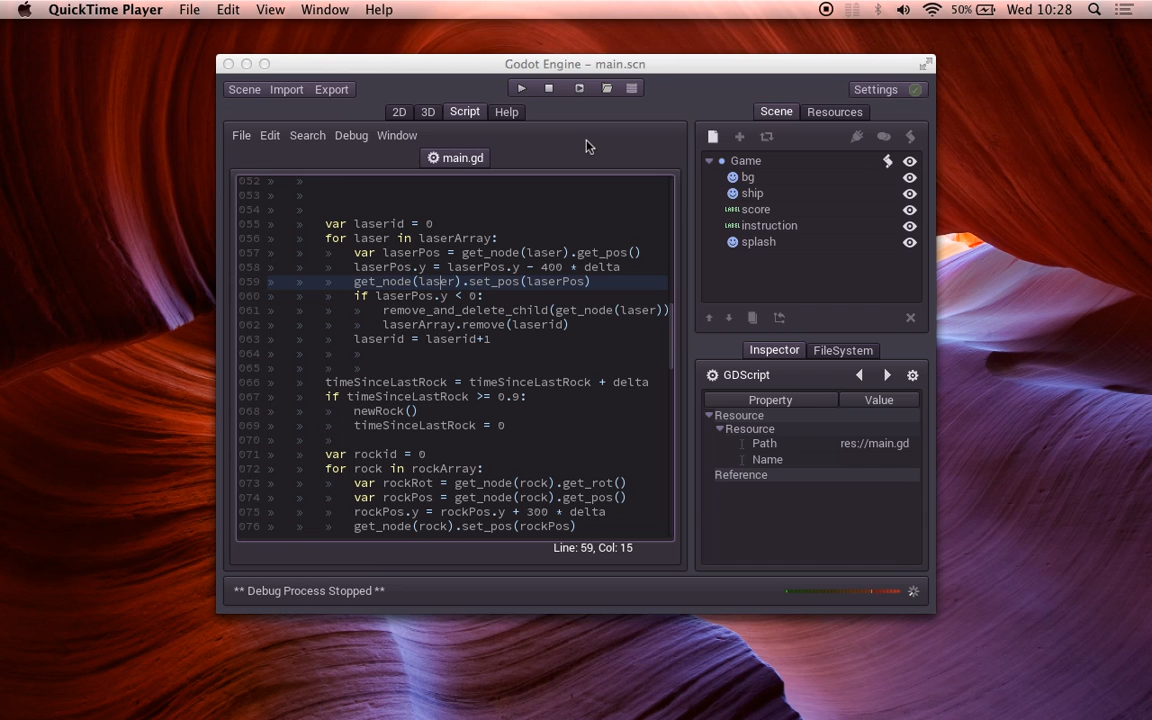 QuickTime Player File Edit View Window Help 50% Wed 10:28
Godot Engine – main.scn
Scene Import Export Settings
2D 3D Script Help
File Edit Search Debug Window
main.gd
052 » »
053 » »
054 » »
055 » » var laserid = 0
056 » » for laser in laserArray:
057 » » » var laserPos = get_node(laser).get_pos()
058 » » » laserPos.y = laserPos.y - 400 * delta
059 » » » get_node(laser).set_pos(laserPos)
060 » » » if laserPos.y < 0:
061 » » » » remove_and_delete_child(get_node(laser))
062 » » » » laserArray.remove(laserid)
063 » » » laserid = laserid+1
064 » » » »
065 » » » »
066 » » timeSinceLastRock = timeSinceLastRock + delta
067 » » if timeSinceLastRock >= 0.9:
068 » » » newRock()
069 » » » timeSinceLastRock = 0
070 » » »
071 » » var rockid = 0
072 » » for rock in rockArray:
073 » » » var rockRot = get_node(rock).get_rot()
074 » » » var rockPos = get_node(rock).get_pos()
075 » » » rockPos.y = rockPos.y + 300 * delta
076 » » » get_node(rock).set_pos(rockPos)
Line: 59, Col: 15
** Debug Process Stopped **
Scene Resources
Game
bg
ship
LABEL score
LABEL instruction
splash
Inspector FileSystem
GDScript
Property Value
Resource
Resource
Path res://main.gd
Name
Reference